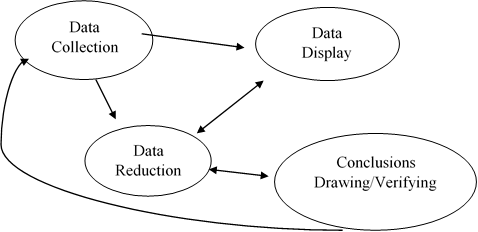 Data
Collection
Data
Display
Data
Reduction
Conclusions
Drawing/Verifying